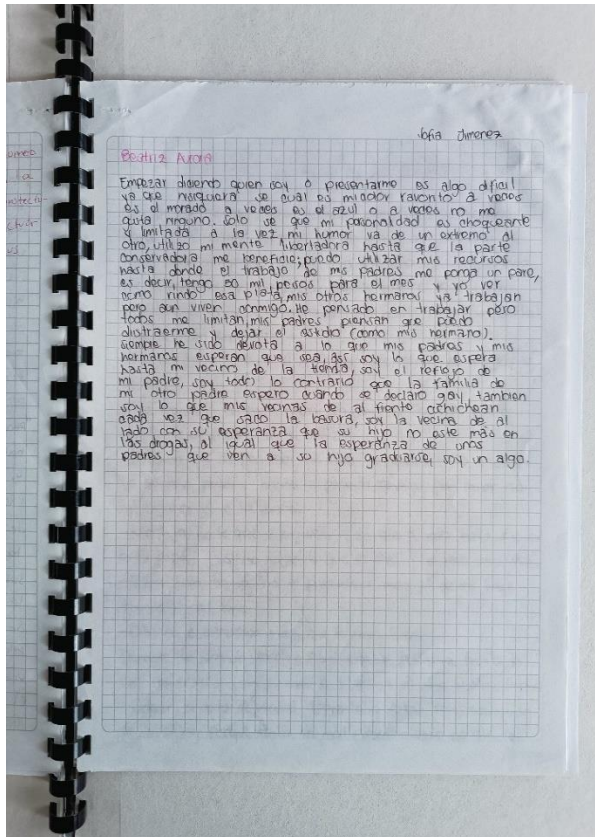 Sofia Jimenez
Beatriz Aurora
Empezar diciendo quien soy o presentarme es algo dificil
ya que nisiquiera se cual es mi color favorito a veces
es el morado a veces es el azul o a veces no me
gusta ninguno. solo se que mi personalidad es choqueante
y limitada a la vez, mi humor va de un extremo al
otro, utilizo mi mente libertadora hasta que la parte
conservadora me beneficie; puedo utilizar mis recursos
hasta donde el trabajo de mis padres me ponga un pare,
es decir, tengo 50 mil pesos para el mes y yo ver
como rindo esa plata, mis otros hermanos ya trabajan
pero aun viven conmigo. He pensado en trabajar pero
todos me limitan, mis padres piensan que puedo
distraerme y dejar el estudio (como mis hermano).
siempre he sido devota a lo que mis padres y mis
hermanos esperan que sea, así soy lo que espera
hasta mi vecino de la tienda, soy el reflejo de
mi padre, soy todo lo contrario que la familia de
mi otro padre espero cuando se declaro gay, tambien
soy lo que mis vecinas de al frente cichichean
cada vez que saco la basura, soy la vecina de al
lado con su esperanza que su hijo no este más en
las drogas, al igual que la esperanza de unos
padres que ven a su hijo graduarse, soy un algo.